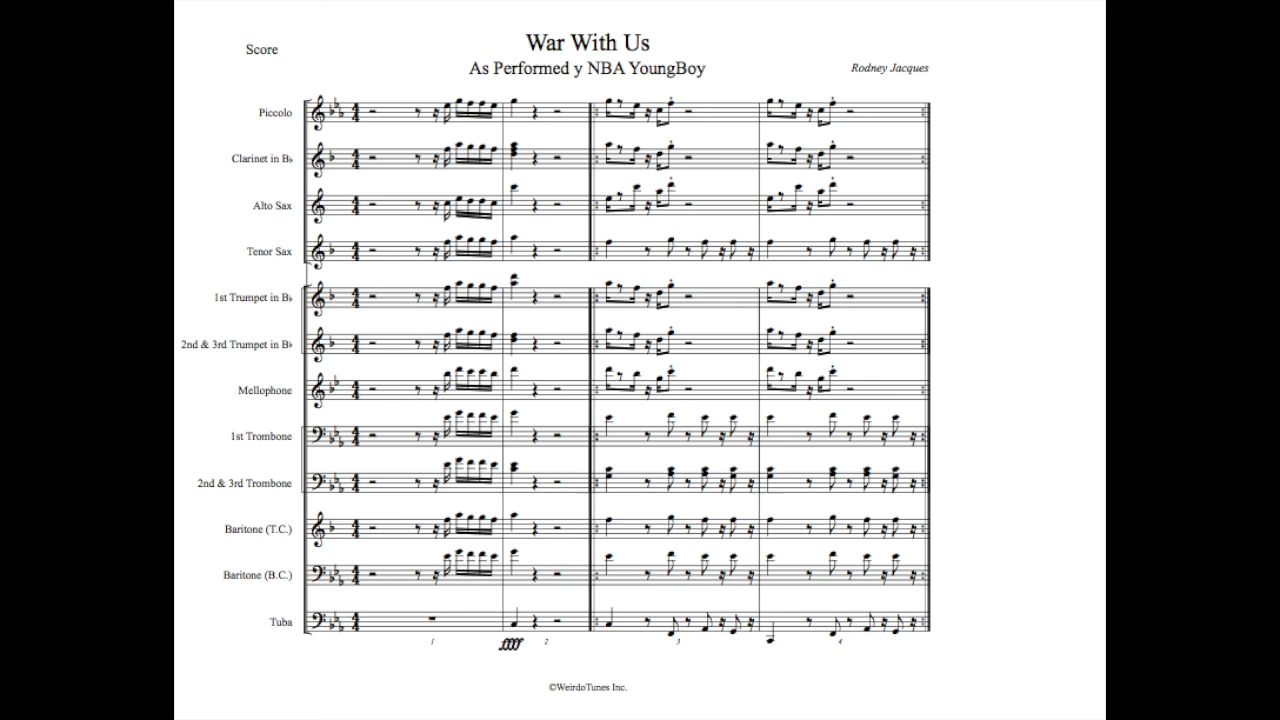 War With Us
Score
As Performed y NBA YoungBoy
Rodney Jacques
Piccolo
Clarinet in B♭
Alto Sax
Tenor Sax
1st Trumpet in B♭
2nd & 3rd Trumpet in B♭
Mellophone
1st Trombone
2nd & 3rd Trombone
Baritone (T.C.)
Baritone (B.C.)
Tuba
1
ffff
2
3
4
©WeirdoTunes Inc.